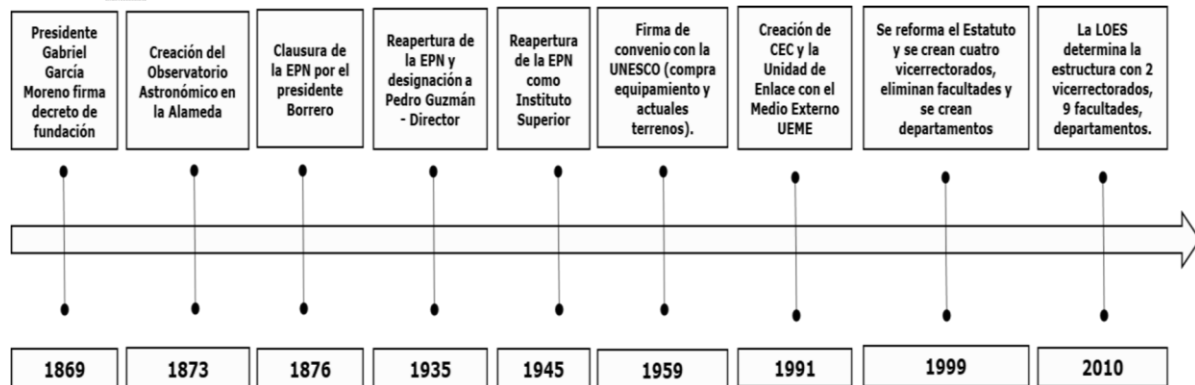 Presidente
Gabriel
García
Moreno firma
decreto de
fundación
Creación del
Observatorio
Astronómico en
la Alameda
Clausura de
la EPN por el
presidente
Borrero
Reapertura de
la EPN y
designación a
Pedro Guzmán
- Director
Reapertura
de la EPN
como
Instituto
Superior
Firma de
convenio con la
UNESCO (compra
equipamiento y
actuales
terrenos).
Creación de
CEC y la
Unidad de
Enlace con el
Medio Externo
UEME
Se reforma el Estatuto
y se crean cuatro
vicerrectorados,
eliminan facultades y
se crean
departamentos
La LOES
determina la
estructura con 2
vicerrectorados,
9 facultades,
departamentos.
1869
1873
1876
1935
1945
1959
1991
1999
2010